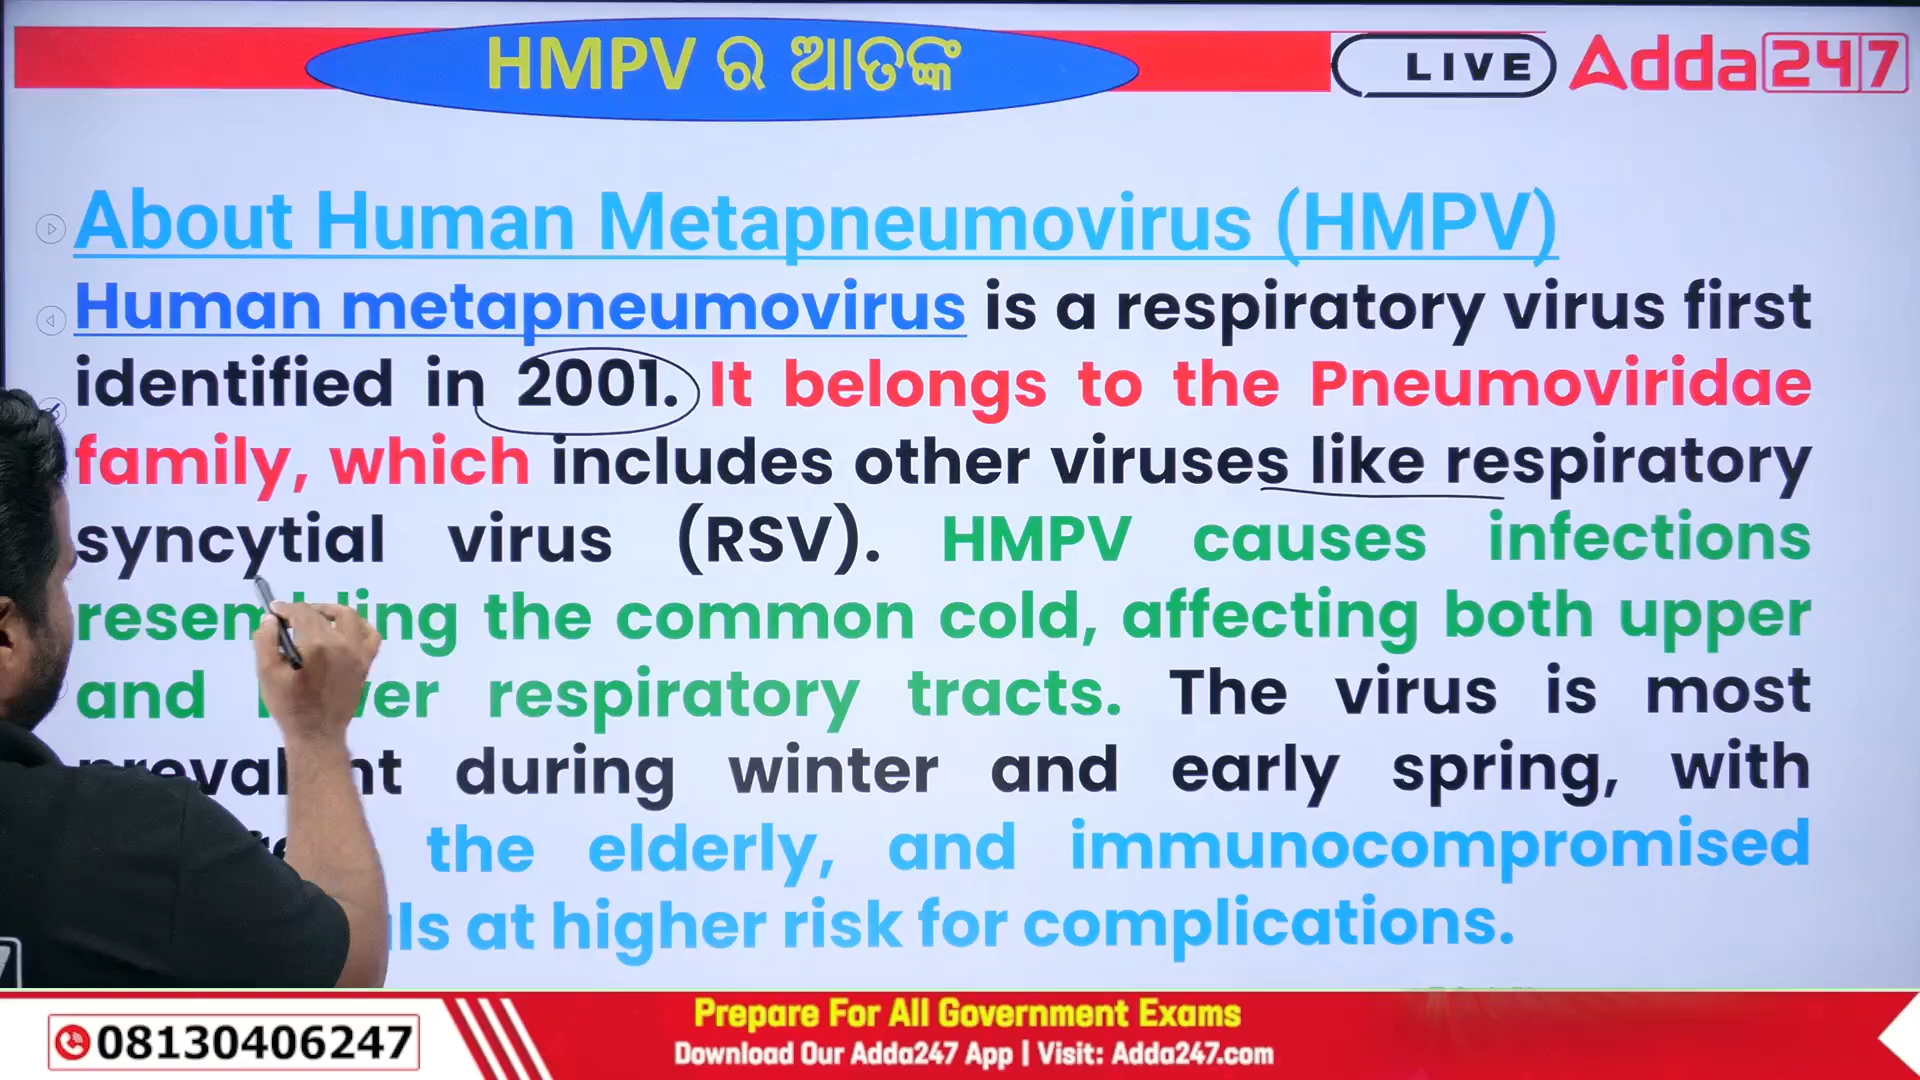 HMPV ର ଆତଙ୍କ
LIVE
Adda247
About Human Metapneumovirus (HMPV)
Human metapneumovirus is a respiratory virus first
identified in 2001. It belongs to the Pneumoviridae
family, which includes other viruses like respiratory
syncytial virus (RSV). HMPV causes infections
the common cold, affecting both upper
and respiratory tracts. The virus is most
during winter and early spring, with
the elderly, and immunocompromised
at higher risk for complications.
08130406247
Prepare For All Government Exams
Download Our Adda247 App | Visit: Adda247.com